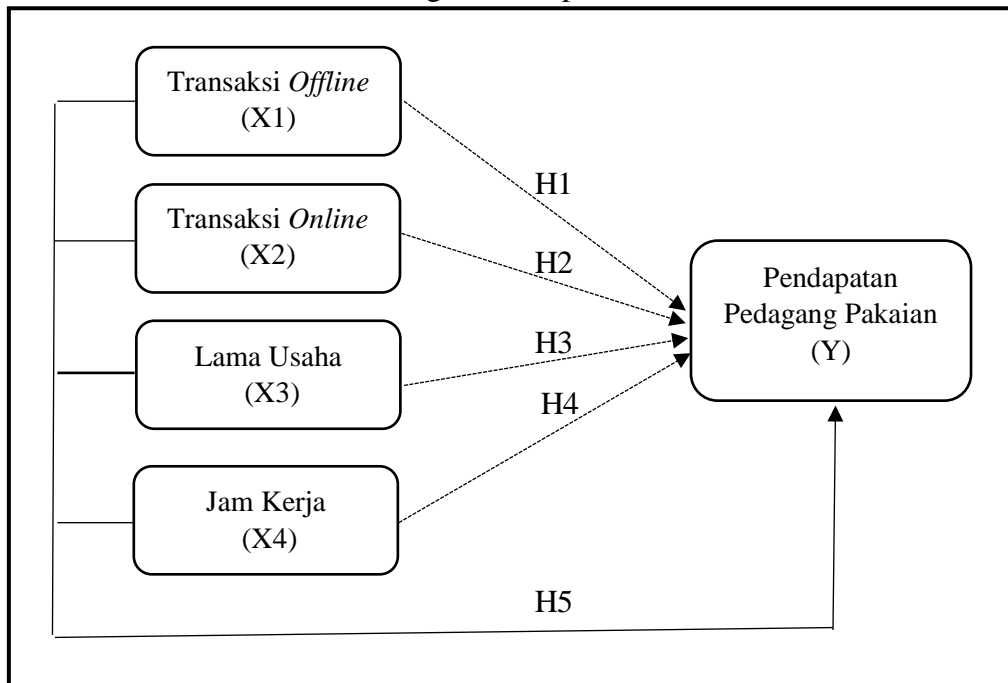 Transaksi Offline
(X1)
H1
Transaksi Online
(X2)
H2
Pendapatan
Pedagang Pakaian
(Y)
Lama Usaha
(X3)
H3
H4
Jam Kerja
(X4)
H5